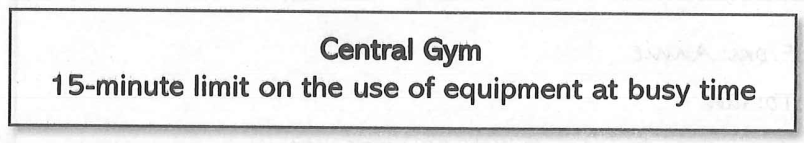 Central Gym
15-minute limit on the use of equipment at busy time